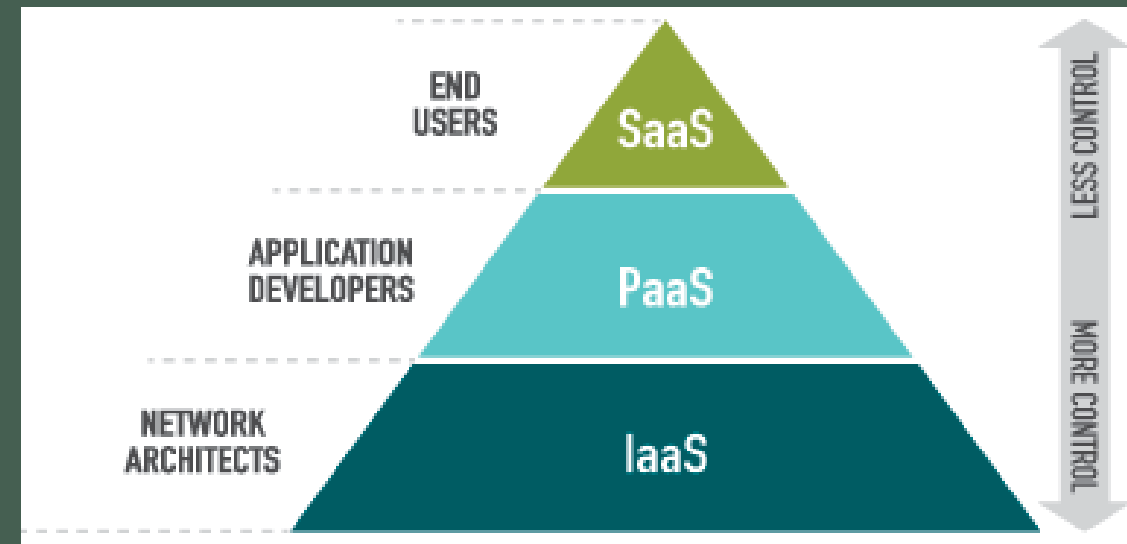 END
USERS
SaaS
LESS CONTROL
APPLICATION
DEVELOPERS
PaaS
MORE CONTROL
NETWORK
ARCHITECTS
IaaS